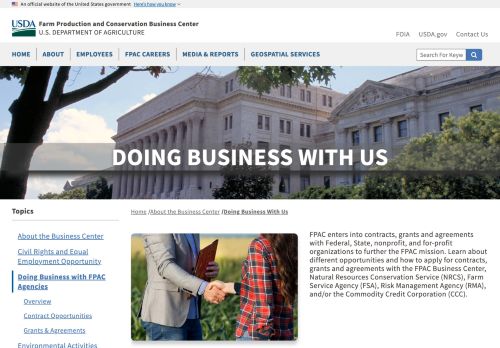 An official website of the United States government Here's how you know
USDA Farm Production and Conservation Business Center
U.S. DEPARTMENT OF AGRICULTURE
FOIA USDA.gov Contact Us
HOME ABOUT EMPLOYEES FPAC CAREERS MEDIA & REPORTS GEOSPATIAL SERVICES
Search For Keyw
DOING BUSINESS WITH US
Topics
Home /About the Business Center /Doing Business With Us
About the Business Center
Civil Rights and Equal
Employment Opportunity
Doing Business with FPAC
Agencies
Overview
Contract Opportunities
Grants & Agreements
Environmental Activities
FPAC enters into contracts, grants and agreements
with Federal, State, nonprofit, and for-profit
organizations to further the FPAC mission. Learn about
different opportunities and how to apply for contracts,
grants and agreements with the FPAC Business Center,
Natural Resources Conservation Service (NRCS), Farm
Service Agency (FSA), Risk Management Agency (RMA),
and/or the Commodity Credit Corporation (CCC).